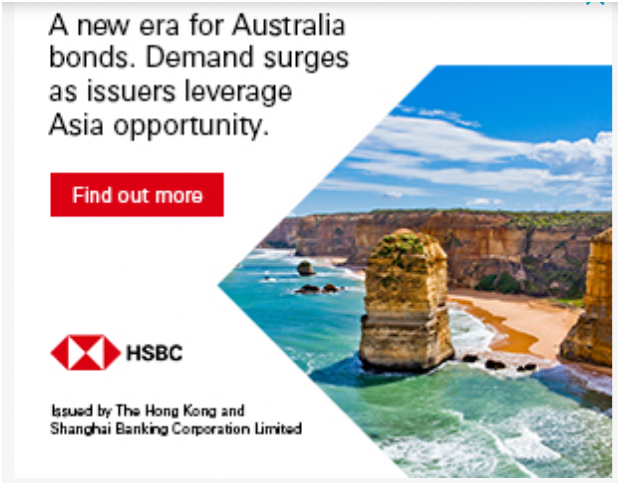 A new era for Australia
bonds. Demand surges
as issuers leverage
Asia opportunity.
Find out more
HSBC
Issued by The Hong Kong and
Shanghai Banking Corporation Limited